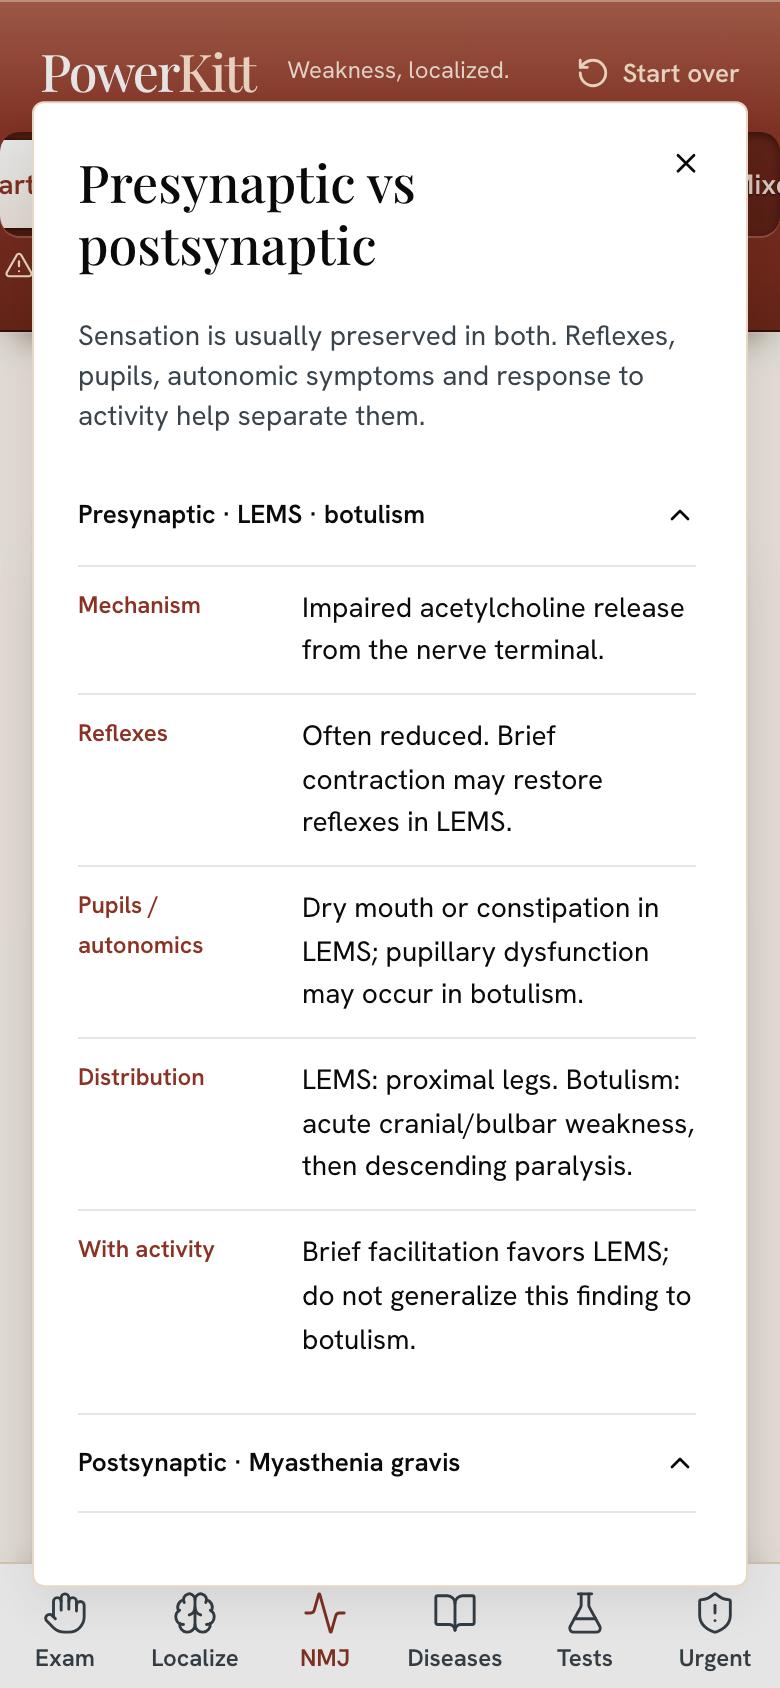 PowerKitt
Weakness, localized.
Start over
Presynaptic vs
postsynaptic
Sensation is usually preserved in both. Reflexes,
pupils, autonomic symptoms and response to
activity help separate them.
Presynaptic · LEMS · botulism
Mechanism
Impaired acetylcholine release
from the nerve terminal.
Reflexes
Often reduced. Brief
contraction may restore
reflexes in LEMS.
Pupils /
autonomics
Dry mouth or constipation in
LEMS; pupillary dysfunction
may occur in botulism.
Distribution
LEMS: proximal legs. Botulism:
acute cranial/bulbar weakness,
then descending paralysis.
With activity
Brief facilitation favors LEMS;
do not generalize this finding to
botulism.
Postsynaptic · Myasthenia gravis
Exam
Localize
NMJ
Diseases
Tests
Urgent